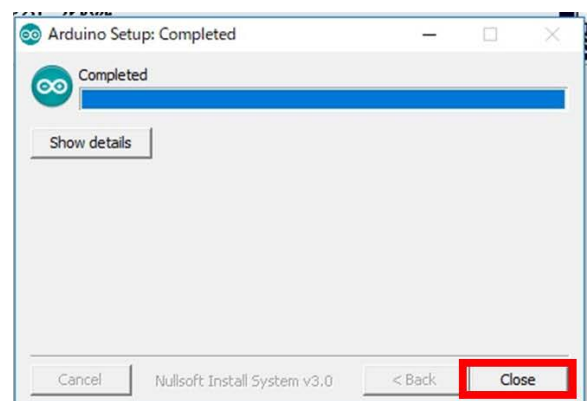 Arduino Setup: Completed
Completed
Show details
Cancel
Nullsoft Install System v3.0
< Back
Close